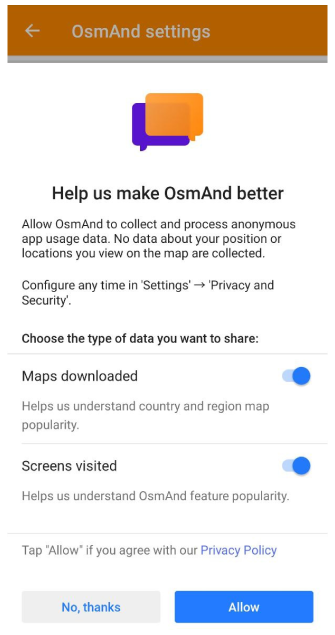 OsmAnd settings
Help us make OsmAnd better
Allow OsmAnd to collect and process anonymous
app usage data. No data about your position or
locations you view on the map are collected.
Configure any time in 'Settings' → 'Privacy and
Security'.
Choose the type of data you want to share:
Maps downloaded
Helps us understand country and region map
popularity.
Screens visited
Helps us understand OsmAnd feature popularity.
Tap "Allow" if you agree with our Privacy Policy
No, thanks
Allow